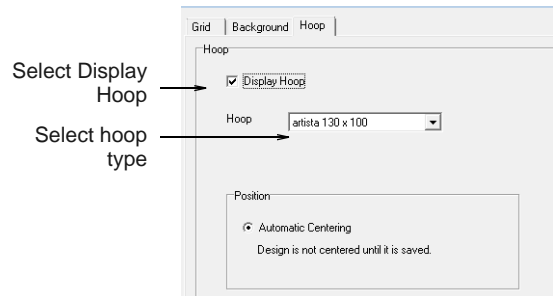 Grid Background Hoop
Hoop
Select Display
Hoop
Display Hoop
Select hoop
type
Hoop artista 130 x 100
Position
Automatic Centering
Design is not centered until it is saved.